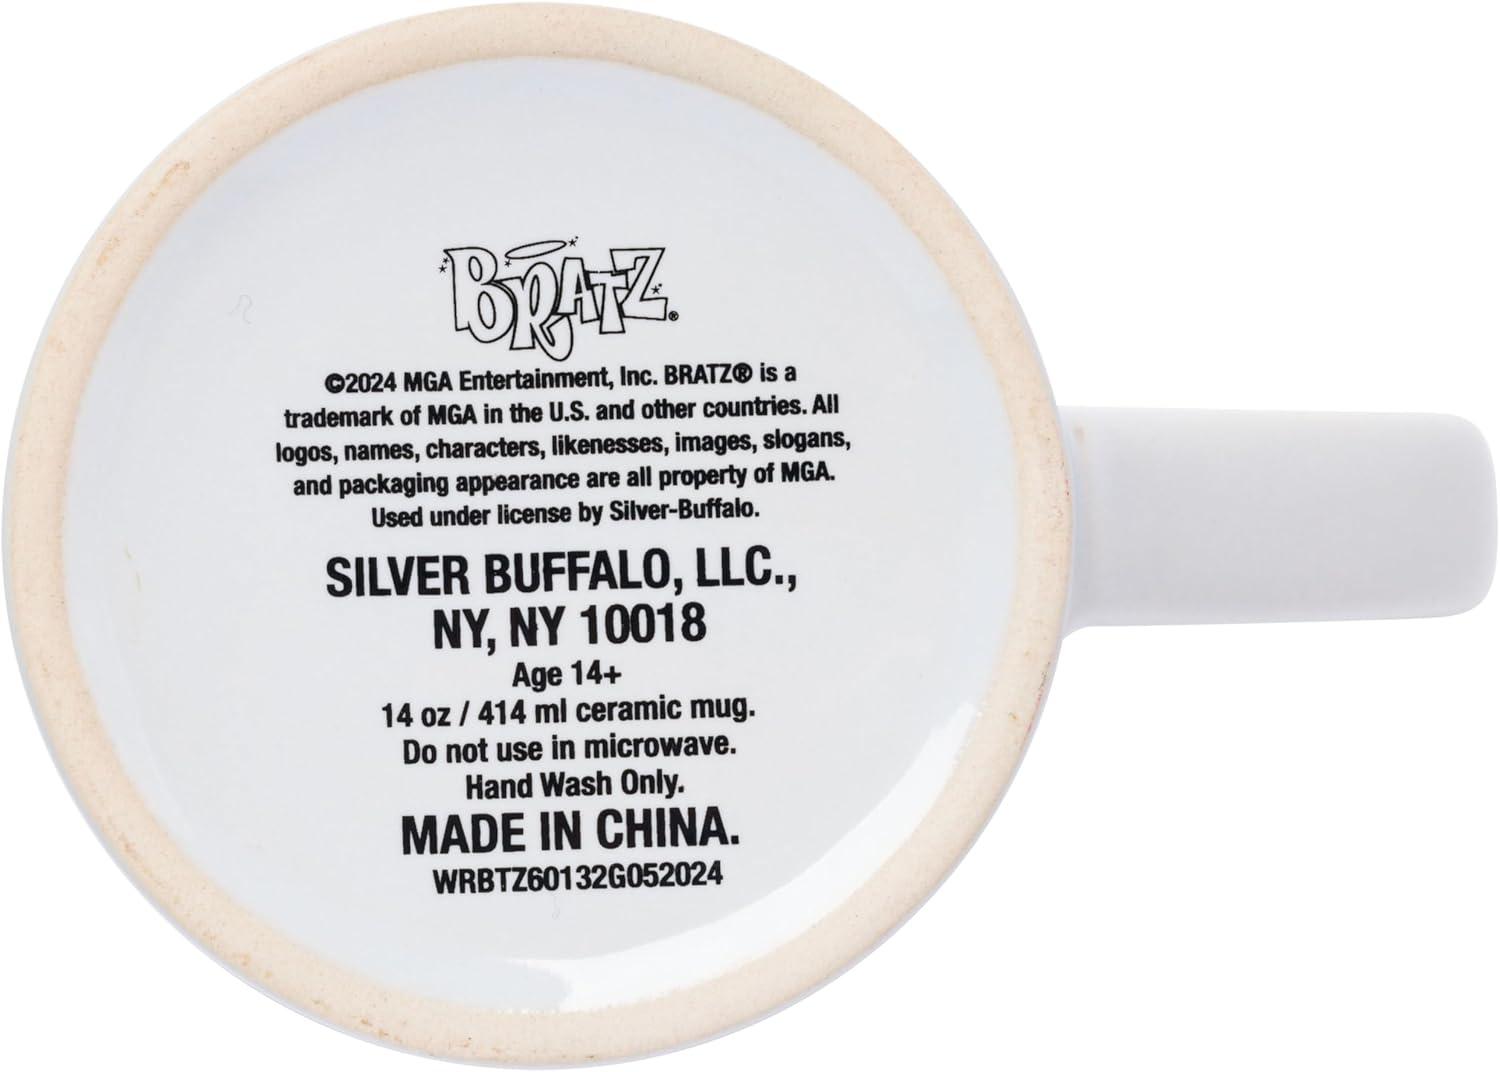 BRATZ®
©2024 MGA Entertainment, Inc. BRATZ® is a
trademark of MGA in the U.S. and other countries. All
logos, names, characters, likenesses, images, slogans,
and packaging appearance are all property of MGA.
Used under license by Silver-Buffalo.
SILVER BUFFALO, LLC.,
NY, NY 10018
Age 14+
14 oz / 414 ml ceramic mug.
Do not use in microwave.
Hand Wash Only.
MADE IN CHINA.
WRBTZ60132G052024